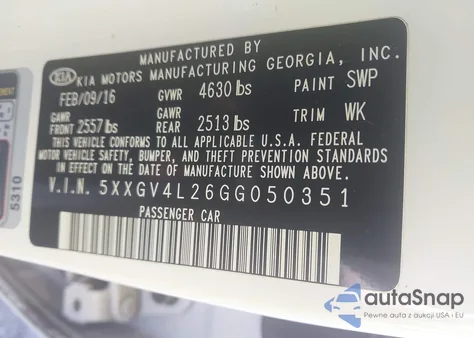 MANUFACTURED BY
KIA KIA MOTORS MANUFACTURING GEORGIA, INC.
FEB/09/16 GVWR 4630 lbs PAINT SWP
GAWR GAWR
FRONT 2557 lbs REAR 2513 lbs TRIM WK
THIS VEHICLE CONFORMS TO ALL APPLICABLE U.S.A. FEDERAL
MOTOR VEHICLE SAFETY, BUMPER, AND THEFT PREVENTION STANDARDS
IN EFFECT ON THE DATE OF MANUFACTURE SHOWN ABOVE.
V.I.N. 5XXGV4L26GG050351
PASSENGER CAR
5310
autaSnap
Pewne auta z aukcji USA i EU